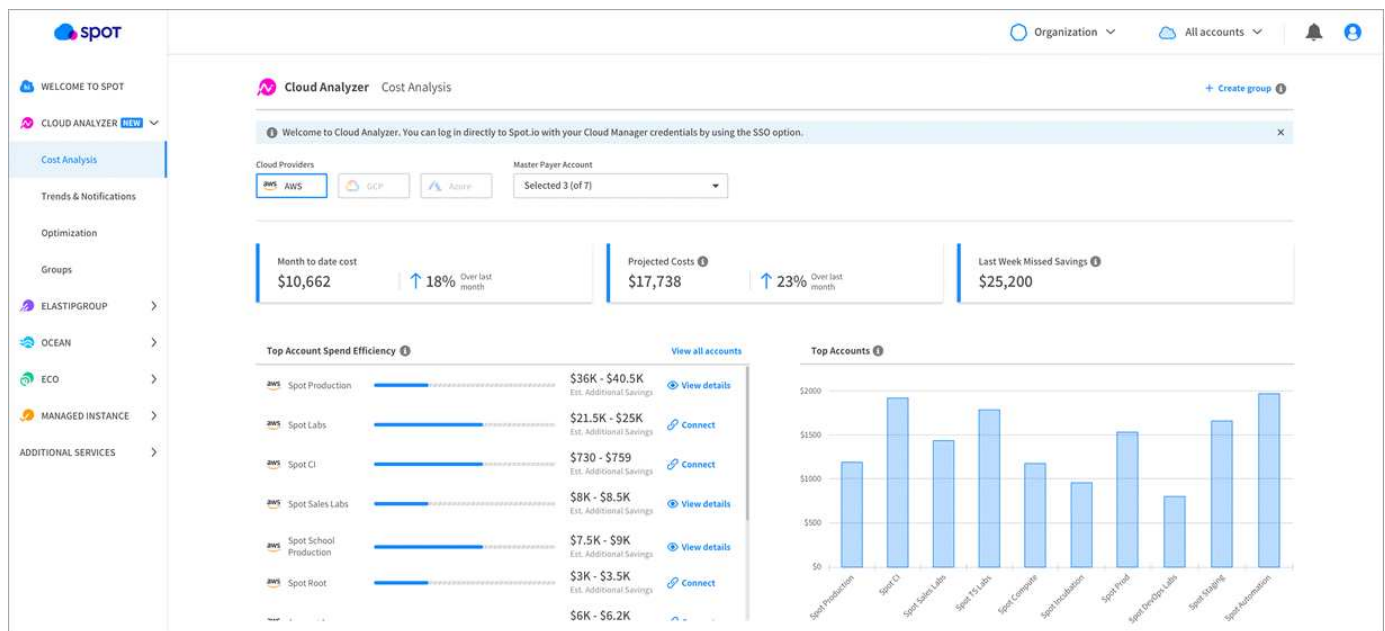 spot
Organization
All accounts
WELCOME TO SPOT
CLOUD ANALYZER NEW
Cost Analysis
Trends & Notifications
Optimization
Groups
ELASTIPGROUP
OCEAN
ECO
MANAGED INSTANCE
ADDITIONAL SERVICES
Cloud Analyzer Cost Analysis
+ Create group
Welcome to Cloud Analyzer. You can log in directly to Spot.io with your Cloud Manager credentials by using the SSO option.
Cloud Providers
Master Payer Account
aws AWS
GCP
Azure
Selected 3 (of 7)
Month to date cost
$10,662
18% Over last month
Projected Costs
$17,738
23% Over last month
Last Week Missed Savings
$25,200
Top Account Spend Efficiency
View all accounts
aws Spot Production
$36K - $40.5K
Est. Additional Savings
View details
aws Spot Labs
$21.5K - $25K
Est. Additional Savings
Connect
aws Spot CI
$730 - $759
Est. Additional Savings
Connect
aws Spot Sales Labs
$8K - $8.5K
Est. Additional Savings
View details
aws Spot School
Production
$7.5K - $9K
Est. Additional Savings
View details
aws Spot Root
$3K - $3.5K
Est. Additional Savings
Connect
$6K - $6.2K
Top Accounts
$2000
$1500
$1000
$500
$0
Spot Production
Spot CI
Spot Sales Labs
Spot TS Labs
Spot Compute
Spot Incubation
Spot Prod
Spot DevOps Labs
Spot Staging
Spot Automation